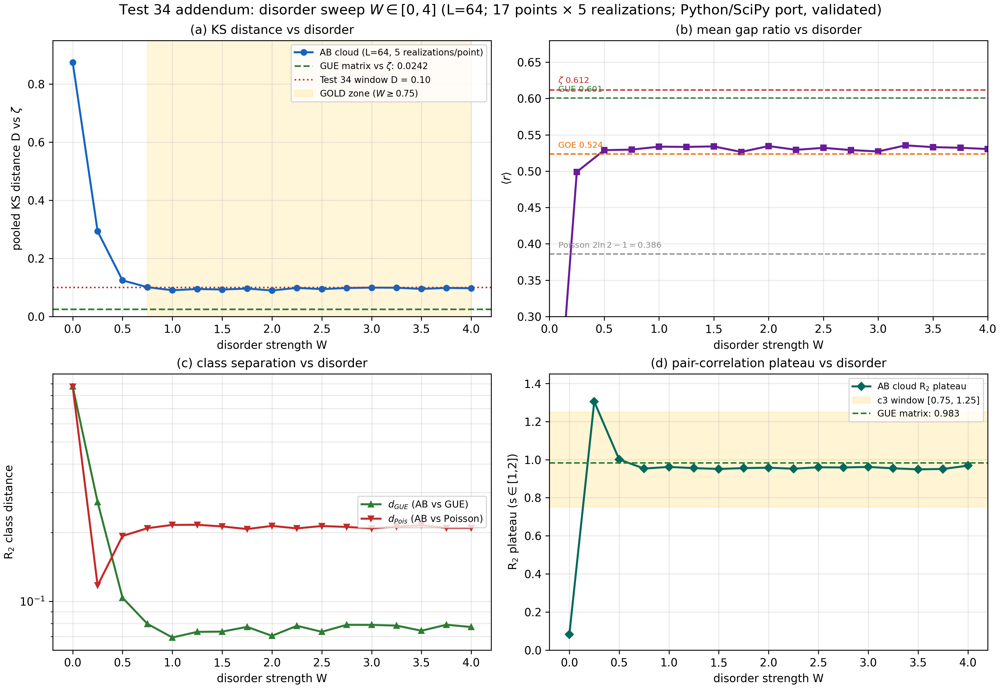 Test 34 addendum: disorder sweep W ∈ [0, 4] (L=64; 17 points × 5 realizations; Python/SciPy port, validated)
(a) KS distance vs disorder
pooled KS distance D vs ζ
0.8
0.6
0.4
0.2
0.0
AB cloud (L=64, 5 realizations/point)
GUE matrix vs ζ: 0.0242
Test 34 window D = 0.10
GOLD zone (W ≥ 0.75)
0.0 0.5 1.0 1.5 2.0 2.5 3.0 3.5 4.0
disorder strength W
(b) mean gap ratio vs disorder
⟨r⟩
0.65
0.60
0.55
0.50
0.45
0.40
0.35
0.30
ζ 0.612
GUE 0.601
GOE 0.524
Poisson 2ln 2 − 1 = 0.386
0.0 0.5 1.0 1.5 2.0 2.5 3.0 3.5 4.0
disorder strength W
(c) class separation vs disorder
R₂ class distance
10⁻¹
d_GUE (AB vs GUE)
d_Pois (AB vs Poisson)
0.0 0.5 1.0 1.5 2.0 2.5 3.0 3.5 4.0
disorder strength W
(d) pair-correlation plateau vs disorder
R₂ plateau (s ∈ [1,2])
1.4
1.2
1.0
0.8
0.6
0.4
0.2
0.0
AB cloud R₂ plateau
c3 window [0.75, 1.25]
GUE matrix: 0.983
0.0 0.5 1.0 1.5 2.0 2.5 3.0 3.5 4.0
disorder strength W